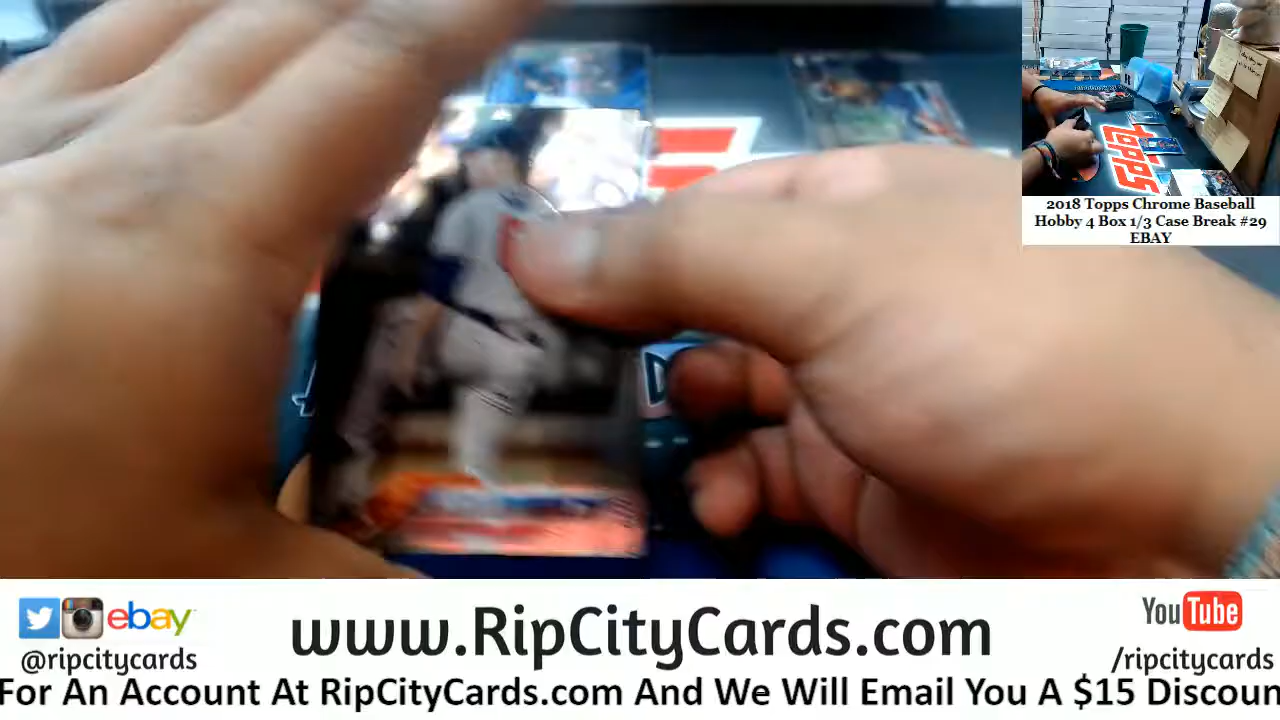 TOPPS
2018 Topps Chrome Baseball
Hobby 4 Box 1/3 Case Break #29
EBAY
ebay
@ripcitycards
www.RipCityCards.com
YouTube
/ripcitycards
For An Account At RipCityCards.com And We Will Email You A $15 Discoun